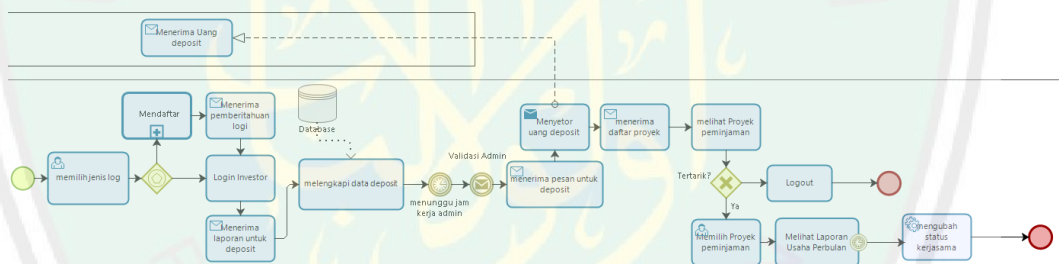 Menerima Uang
deposit
Mendaftar
Menerima
pemberitahuan
logi
Database
memilih jenis log
Login Investor
Menerima
laporan untuk
deposit
melengkapi data deposit
menunggu jam
kerja admin
Validasi Admin
menerima pesan untuk
deposit
Menyetor
uang deposit
menerima
daftar proyek
melihat Proyek
peminjaman
Tertarik?
Logout
Ya
Memilih Proyek
peminjaman
Melihat Laporan
Usaha Perbulan
mengubah
status
kerjasama